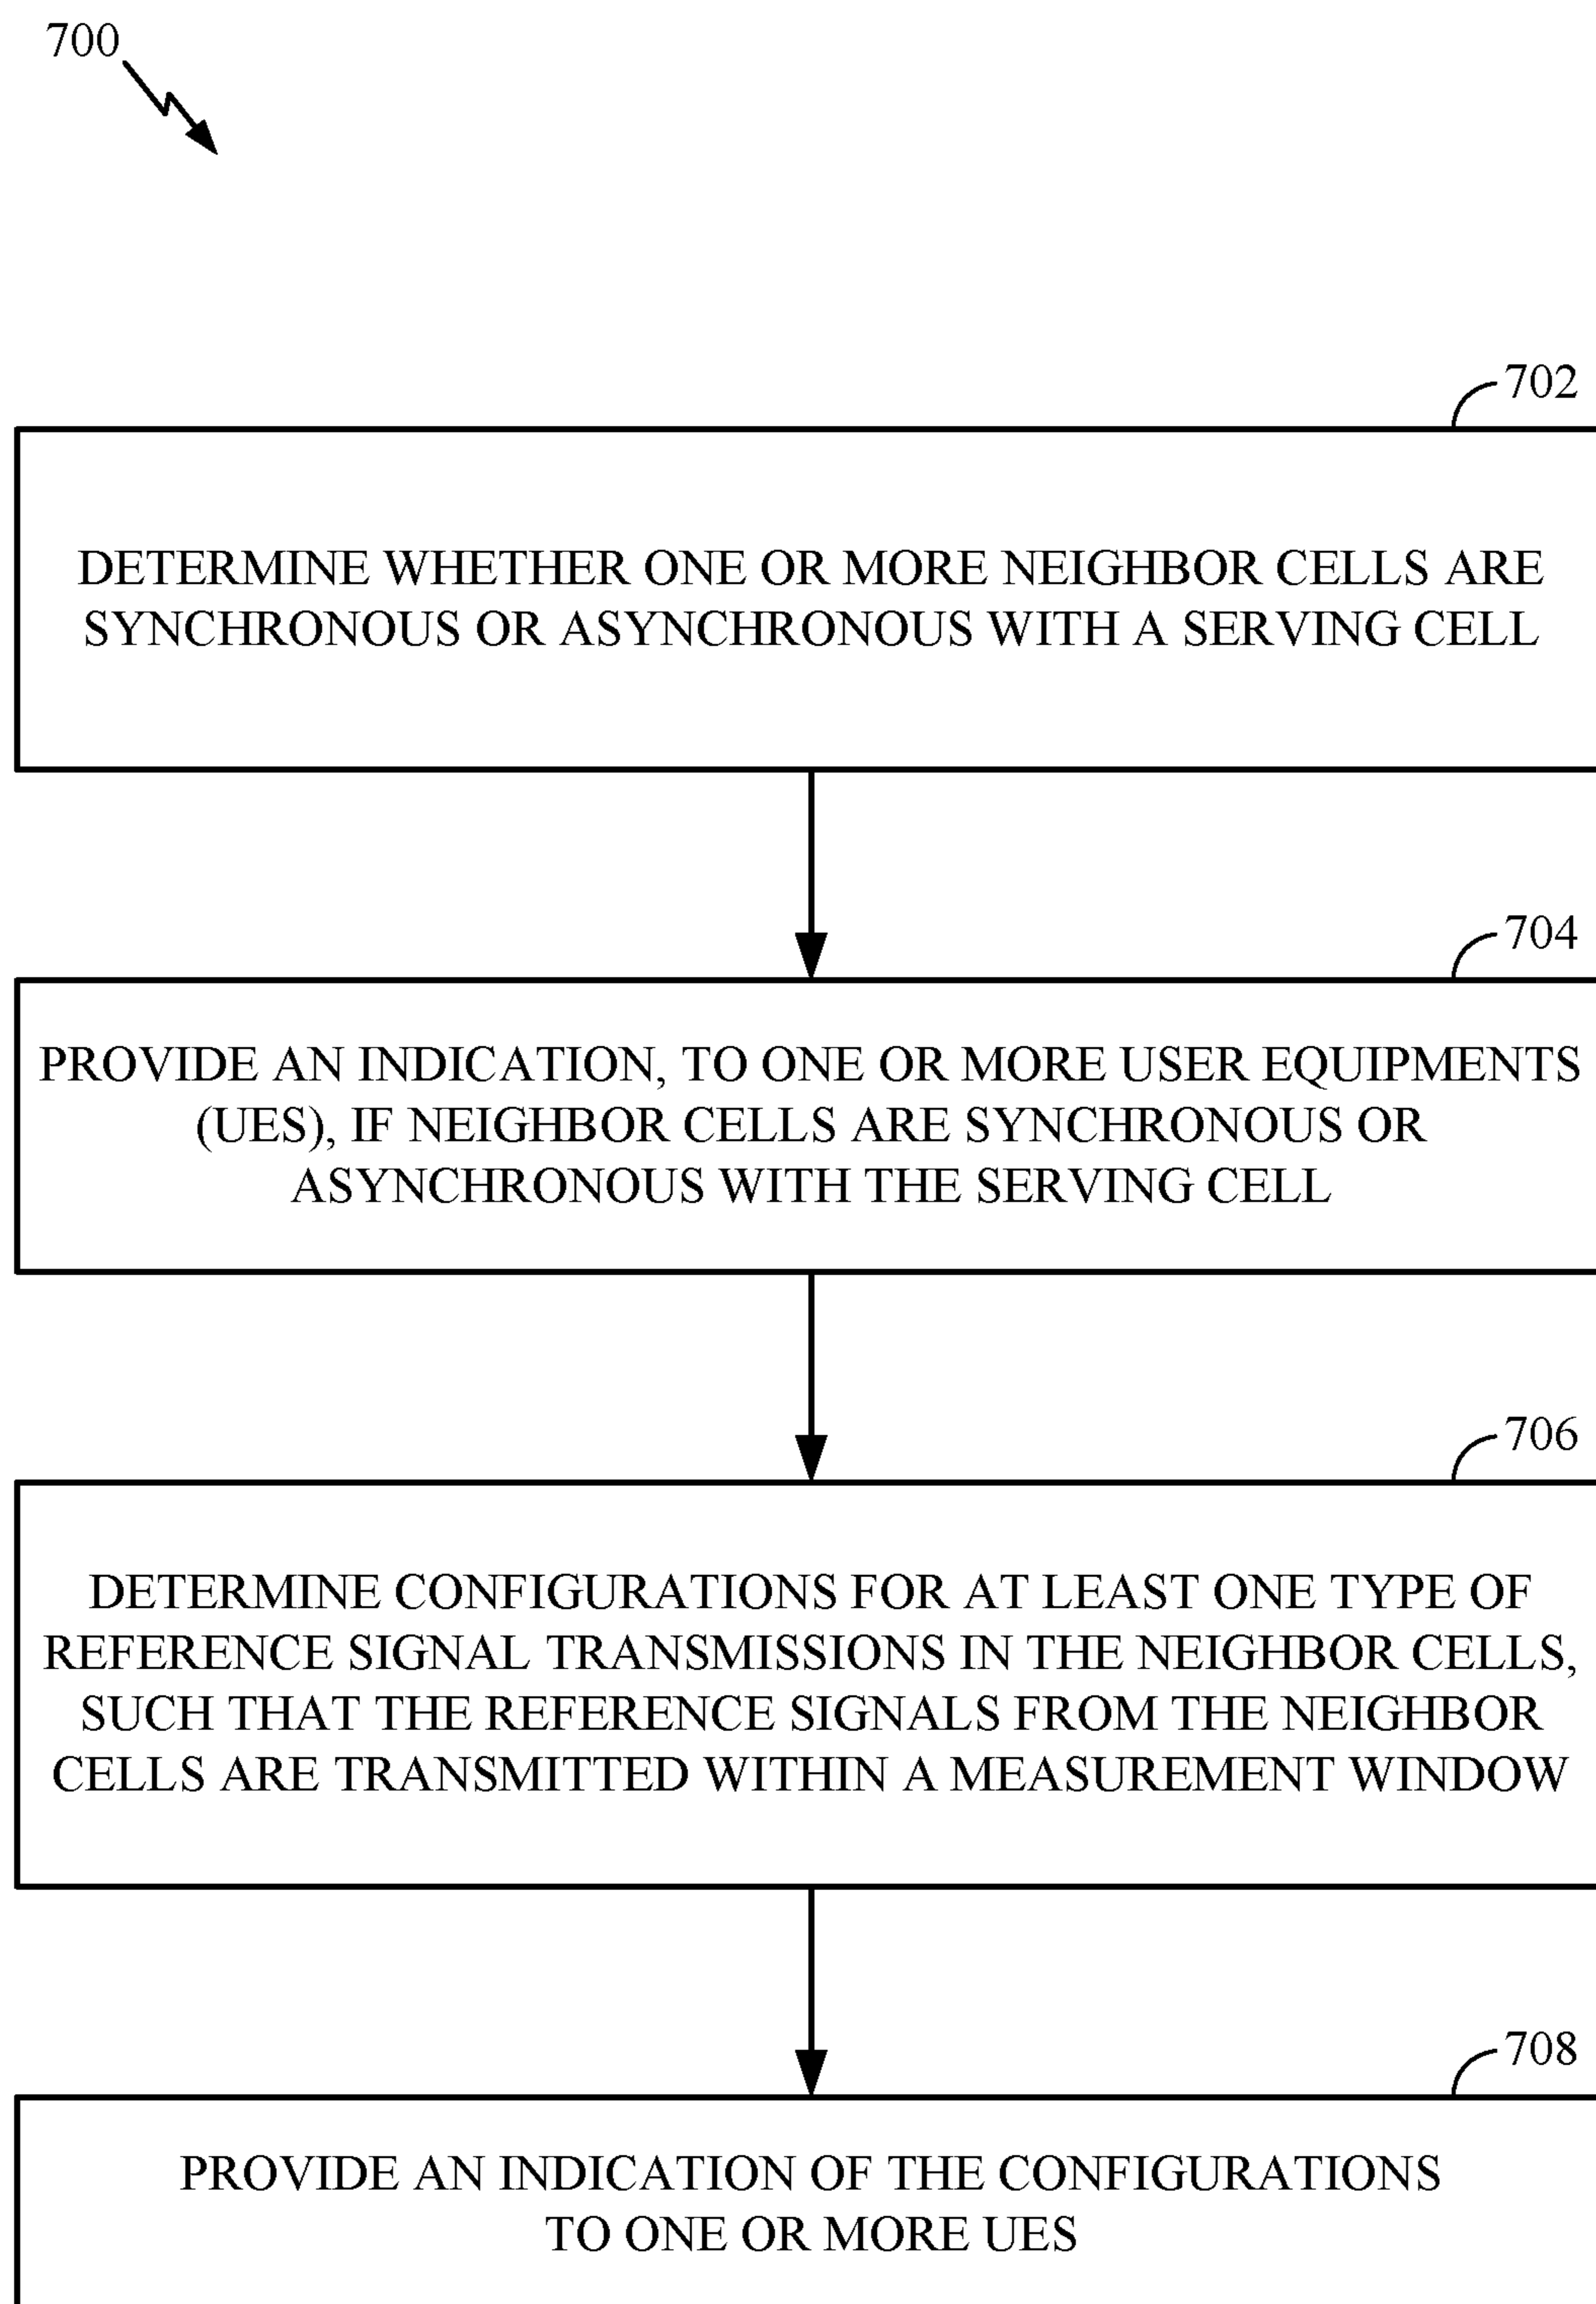 700
702
DETERMINE WHETHER ONE OR MORE NEIGHBOR CELLS ARE
SYNCHRONOUS OR ASYNCHRONOUS WITH A SERVING CELL
704
PROVIDE AN INDICATION, TO ONE OR MORE USER EQUIPMENTS
(UES), IF NEIGHBOR CELLS ARE SYNCHRONOUS OR
ASYNCHRONOUS WITH THE SERVING CELL
706
DETERMINE CONFIGURATIONS FOR AT LEAST ONE TYPE OF
REFERENCE SIGNAL TRANSMISSIONS IN THE NEIGHBOR CELLS,
SUCH THAT THE REFERENCE SIGNALS FROM THE NEIGHBOR
CELLS ARE TRANSMITTED WITHIN A MEASUREMENT WINDOW
708
PROVIDE AN INDICATION OF THE CONFIGURATIONS
TO ONE OR MORE UES